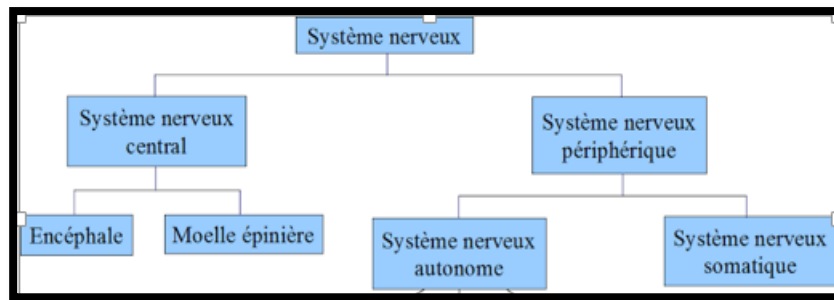 Système nerveux
Système nerveux
central
Système nerveux
périphérique
Encéphale
Moelle épinière
Système nerveux
autonome
Système nerveux
somatique